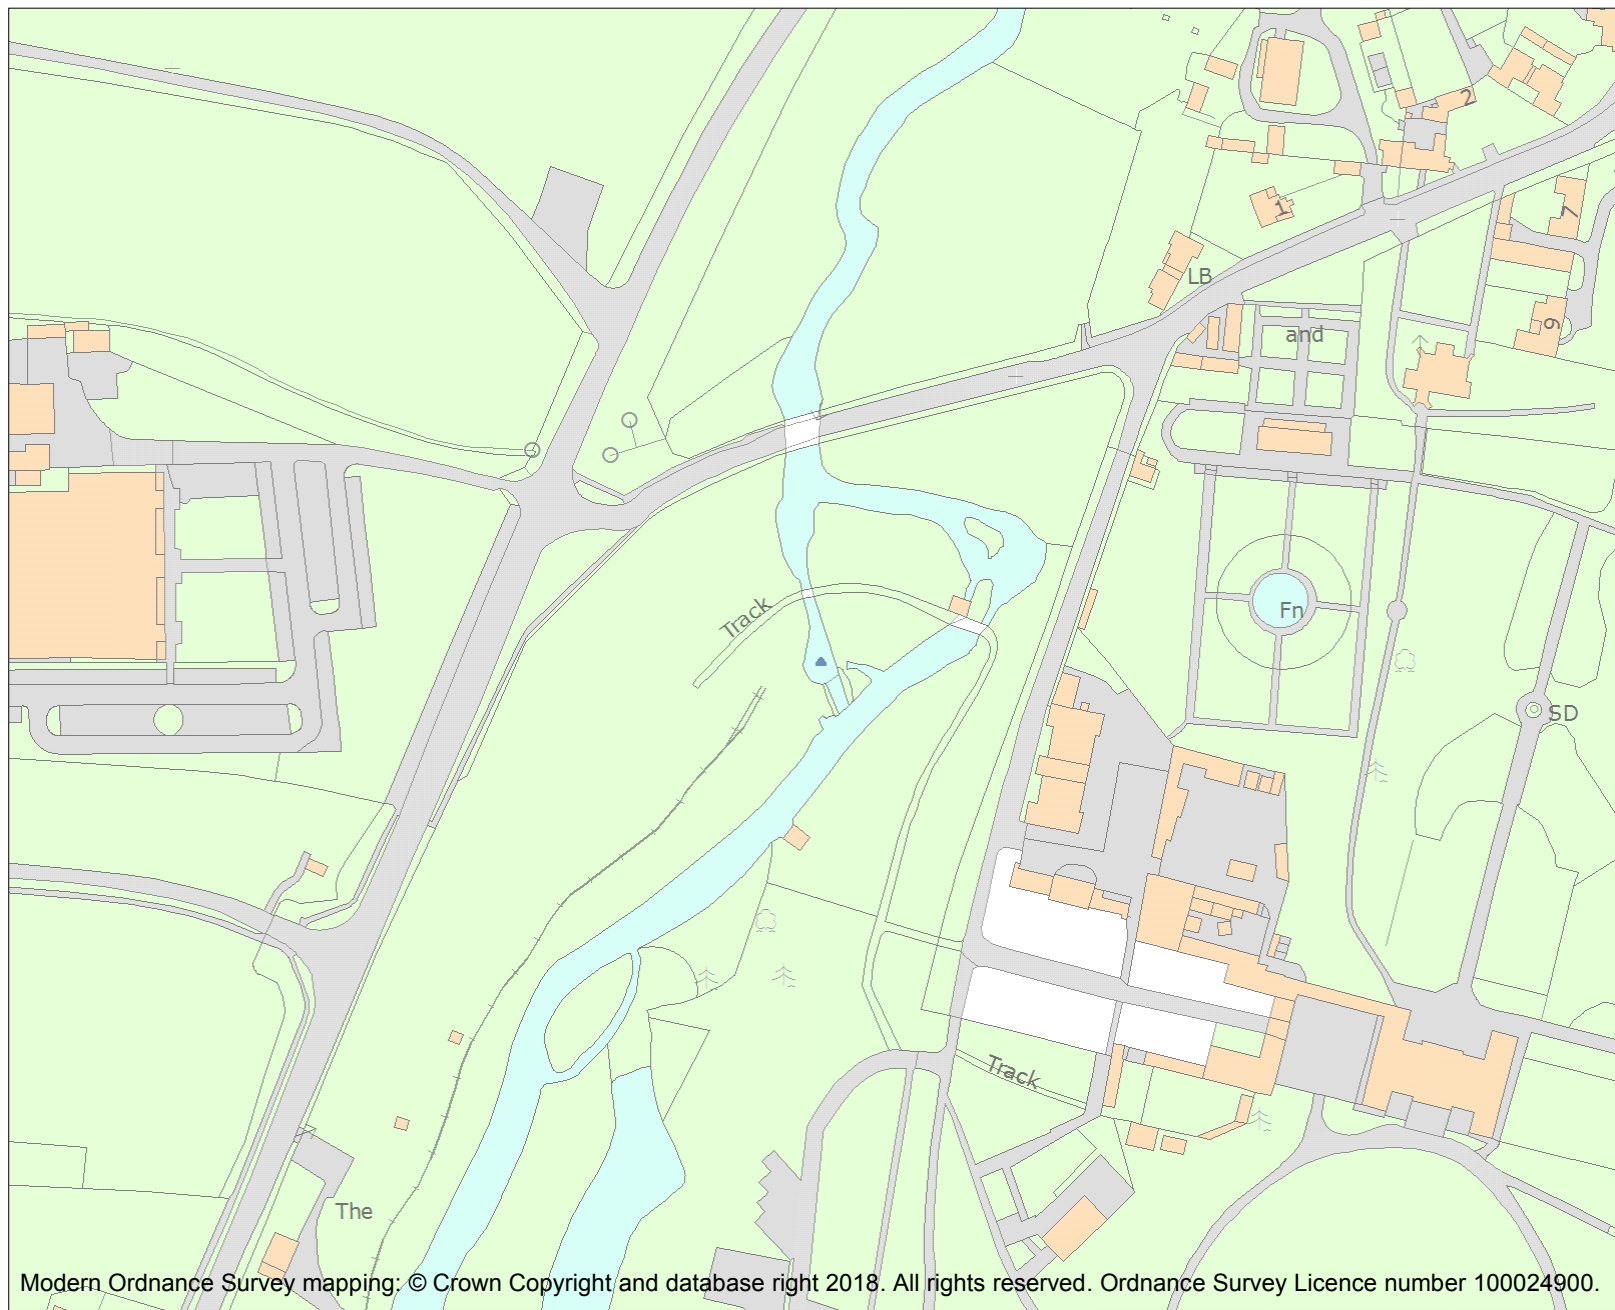 2
1
7
LB
6
and
Fn
Track
SD
Track
The
Modern Ordnance Survey mapping: © Crown Copyright and database right 2018. All rights reserved. Ordnance Survey Licence number 100024900.